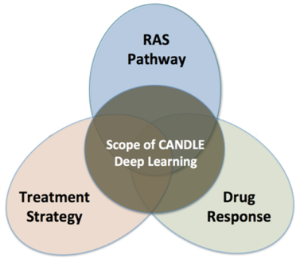 RAS
Pathway
Scope of CANDLE
Deep Learning
Treatment
Strategy
Drug
Response